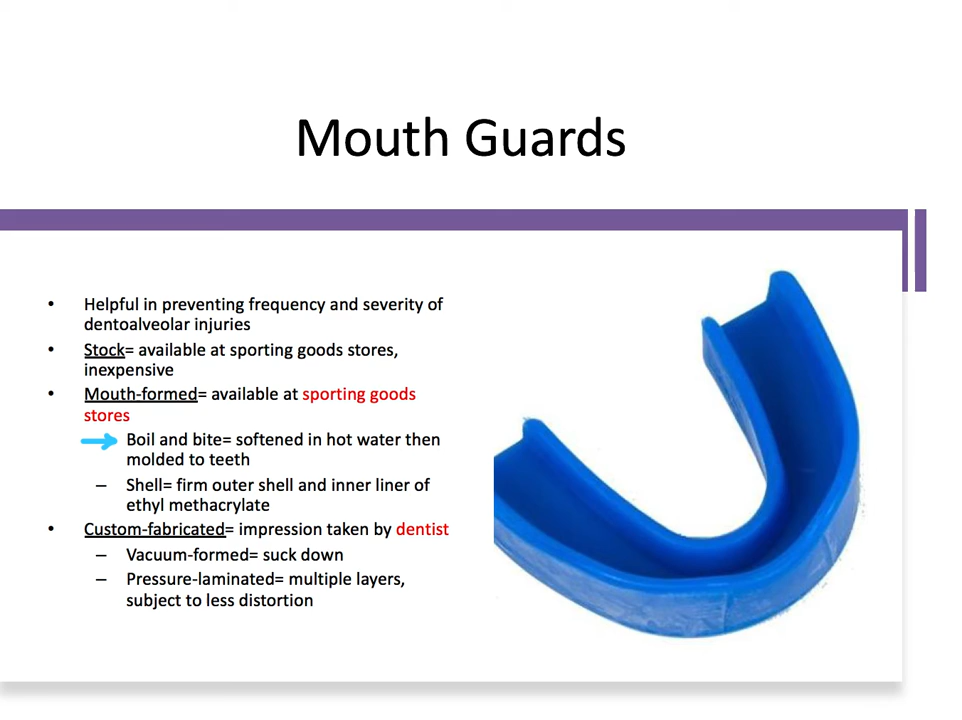 Mouth Guards
• Helpful in preventing frequency and severity of
dentoalveolar injuries
• Stock= available at sporting goods stores,
inexpensive
• Mouth-formed= available at sporting goods
stores
Boil and bite= softened in hot water then
molded to teeth
– Shell= firm outer shell and inner liner of
ethyl methacrylate
• Custom-fabricated= impression taken by dentist
– Vacuum-formed= suck down
– Pressure-laminated= multiple layers,
subject to less distortion